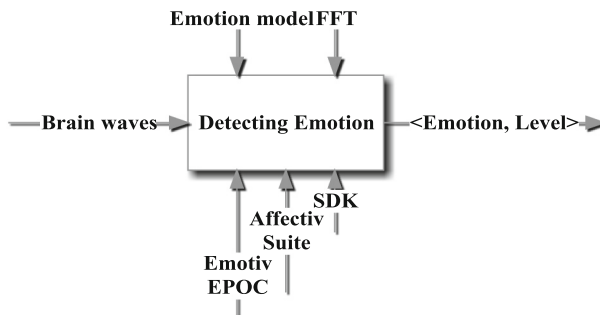 Emotion model FFT
Brain waves Detecting Emotion <Emotion, Level>
SDK
Affectiv
Suite
Emotiv
EPOC